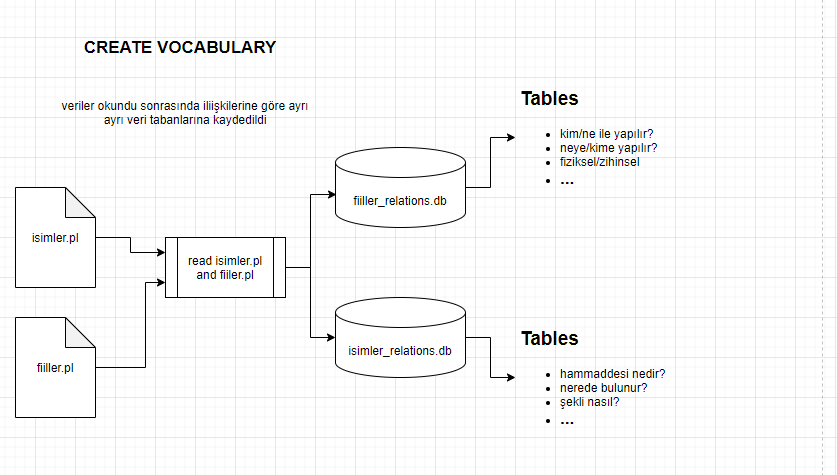 CREATE VOCABULARY
veriler okundu sonrasında iliişkilerine göre ayrı
ayrı veri tabanlarına kaydedildi
isimler.pl
fiiller.pl
read isimler.pl
and fiiler.pl
fiiller_relations.db
isimler_relations.db
Tables
• kim/ne ile yapılır?
• neye/kime yapılır?
• fiziksel/zihinsel
• ...
Tables
• hammaddesi nedir?
• nerede bulunur?
• şekli nasıl?
• ...